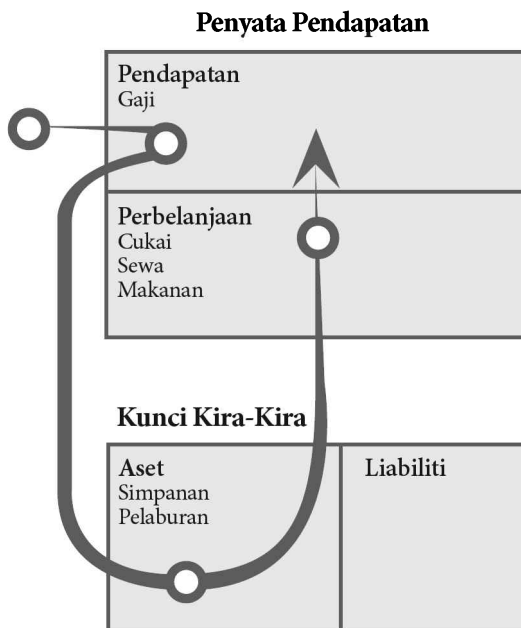 Penyata Pendapatan
Pendapatan
Gaji
Perbelanjaan
Cukai
Sewa
Makanan
Kunci Kira-Kira
Aset
Simpanan
Pelaburan
Liabiliti